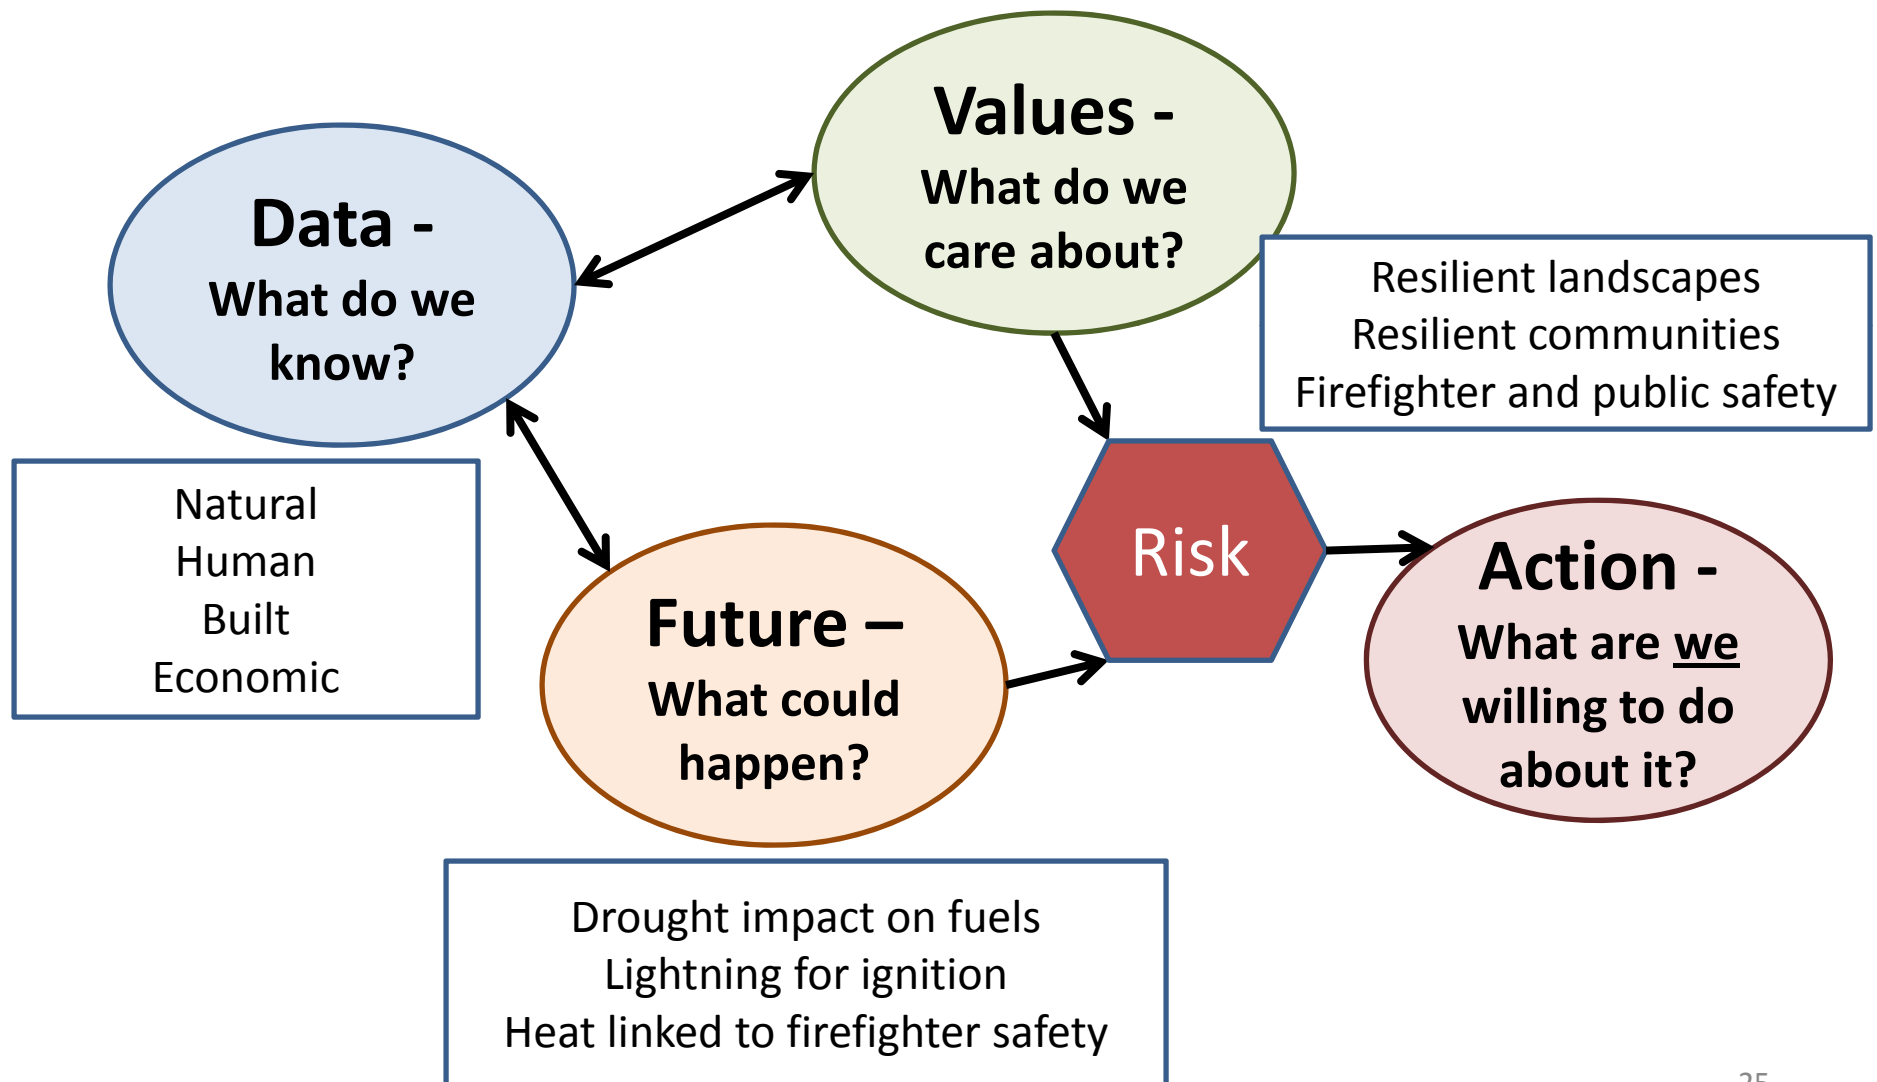 Values -
What do we
care about?
Data -
What do we
know?
Resilient landscapes
Resilient communities
Firefighter and public safety
Natural
Human
Built
Economic
Risk
Action -
What are we
willing to do
about it?
Future –
What could
happen?
Drought impact on fuels
Lightning for ignition
Heat linked to firefighter safety